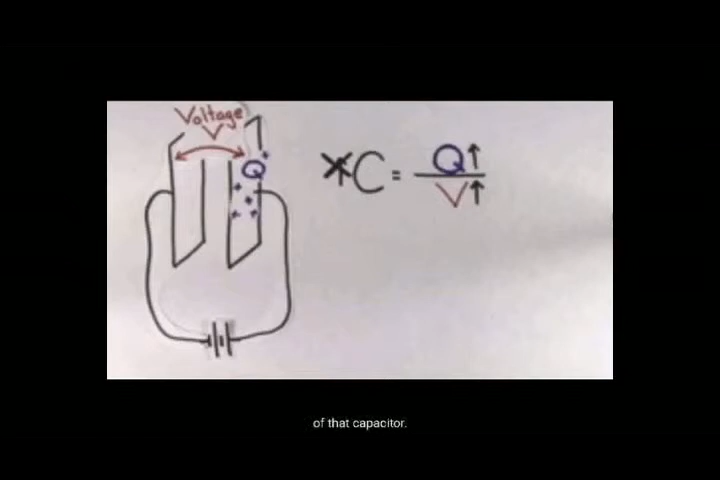 Voltage
V
Q+
+
+
+ +
*C = Q↑
V↑
of that capacitor.